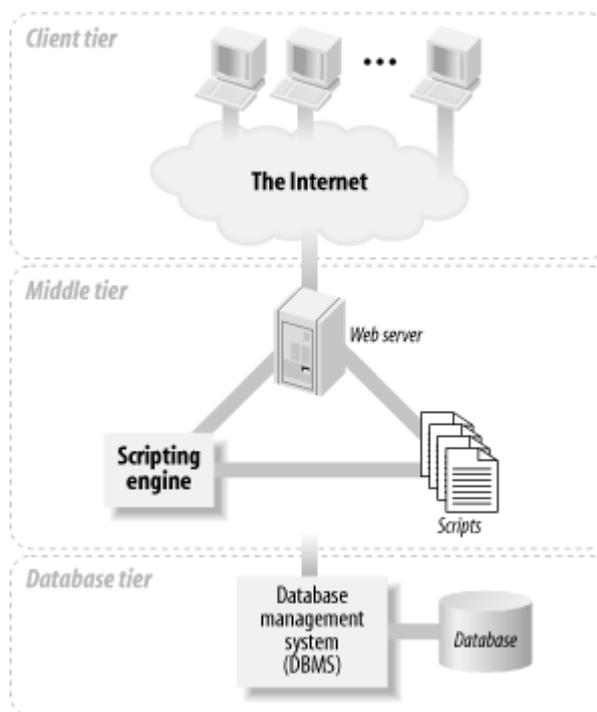 Client tier
The Internet
Middle tier
Web server
Scripting
engine
Scripts
Database tier
Database
management
system
(DBMS)
Database